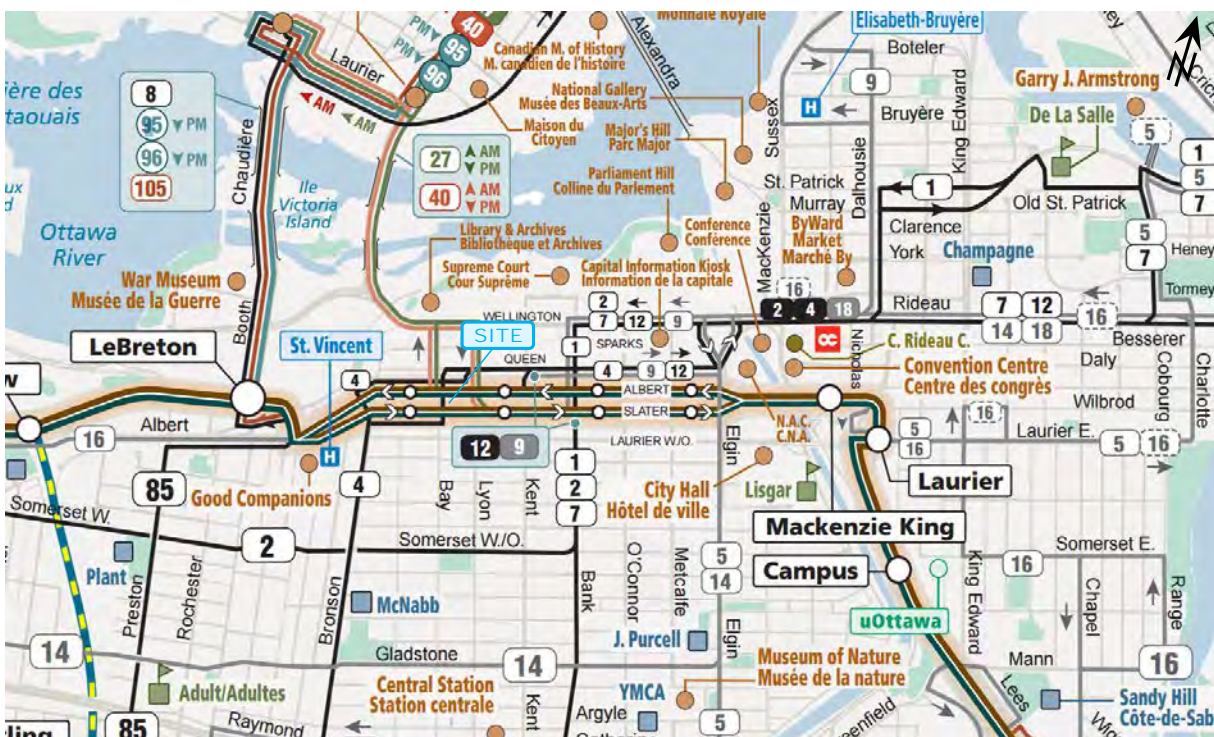 Monnaie Royale
Elisabeth-Bruyère
40
Canadian M. of History
M. canadien de l'histoire
Alexandra
Boteler
PM
95
Laurier
PM
96
9
King Edward
Garry J. Armstrong
8
95 PM
96 PM
105
AM
AM
National Gallery
Musée des Beaux-Arts
Sussex
H
Bruyère
De La Salle
5
Maison du
Citoyen
Major's Hill
Parc Major
1
5
7
Chaudière
27 AM
PM
40 AM
PM
Parliament Hill
Colline du Parlement
St. Patrick
Murray
Dalhousie
1
Old St. Patrick
Ile
Victoria
Island
Ottawa
River
Library & Archives
Bibliothèque et Archives
Conference
Conférence
MacKenzie
ByWard
Market
Marché By
Clarence
York
Champagne
5
7
Heney
War Museum
Musée de la Guerre
Supreme Court
Cour Suprème
Capital Information Kiosk
Information de la capitale
Tormey
16
2 4 18
Rideau
7 12
14 18
16
Booth
WELLINGTON
2
7 12 9
SPARKS
1
SITE
LeBreton
St. Vincent
QUEEN
4 9 12
OC
Nicholas
C. Rideau C.
Besserer
Daly
Convention Centre
Centre des congrès
Cobourg
Charlotte
4
ALBERT
SLATER
Wilbrod
16
Albert
16
N.A.C.
C.N.A.
LAURIER W./O.
Elgin
5
16
Laurier E.
5 16
12 9
H
Good Companions
85
4
Bay
Lyon
Kent
1
2
7
City Hall
Hôtel de ville
Lisgar
Laurier
Somerset W.
2
Somerset W./O.
Mackenzie King
Campus
Somerset E.
16
Plant
Preston
Rochester
Bronson
McNabb
Bank
O'Connor
Metcalfe
5
14
uOttawa
King Edward
Chapel
Range
14
Gladstone
14
J. Purcell
Elgin
Museum of Nature
Musée de la nature
Mann
16
Adult/Adultes
Central Station
Station centrale
Kent
YMCA
Argyle
Lees
Sandy Hill
Côte-de-Sab
85
Raymond
5